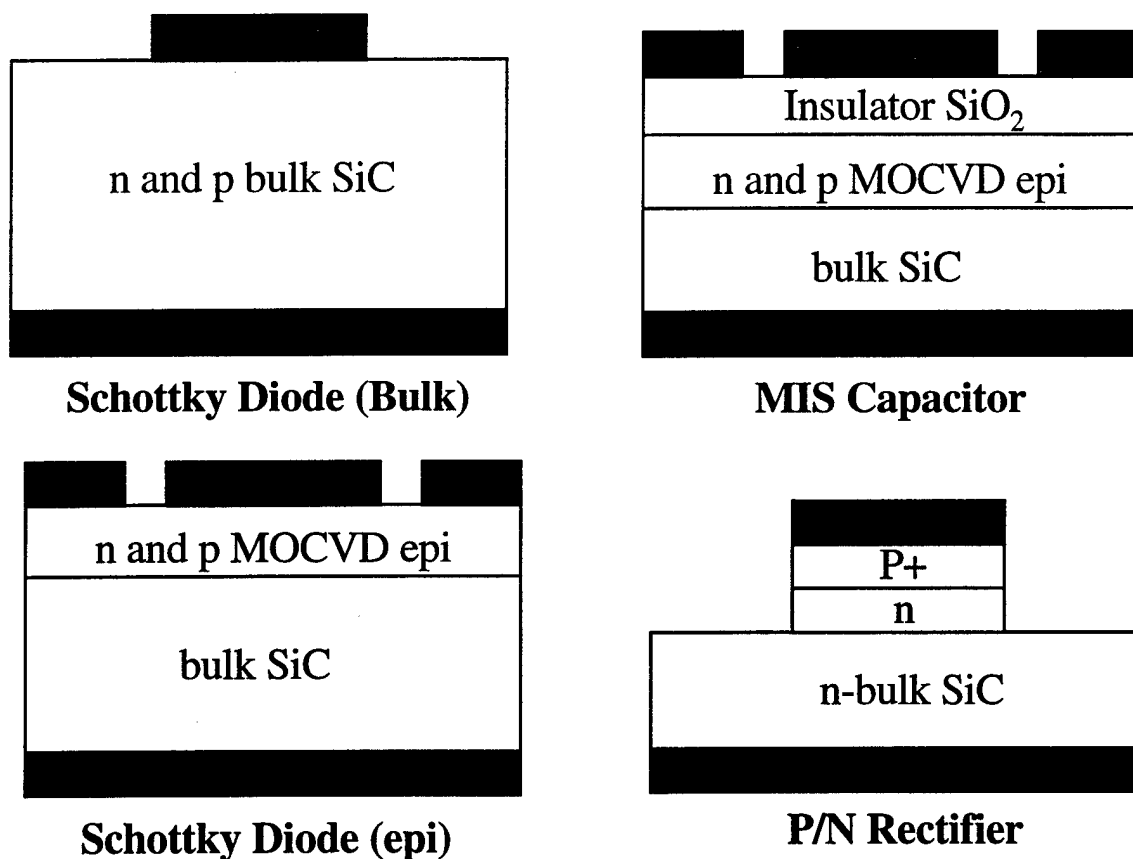 n and p bulk SiC
Schottky Diode (Bulk)
Insulator SiO₂
n and p MOCVD epi
bulk SiC
MIS Capacitor
n and p MOCVD epi
bulk SiC
Schottky Diode (epi)
P+
n
n-bulk SiC
P/N Rectifier